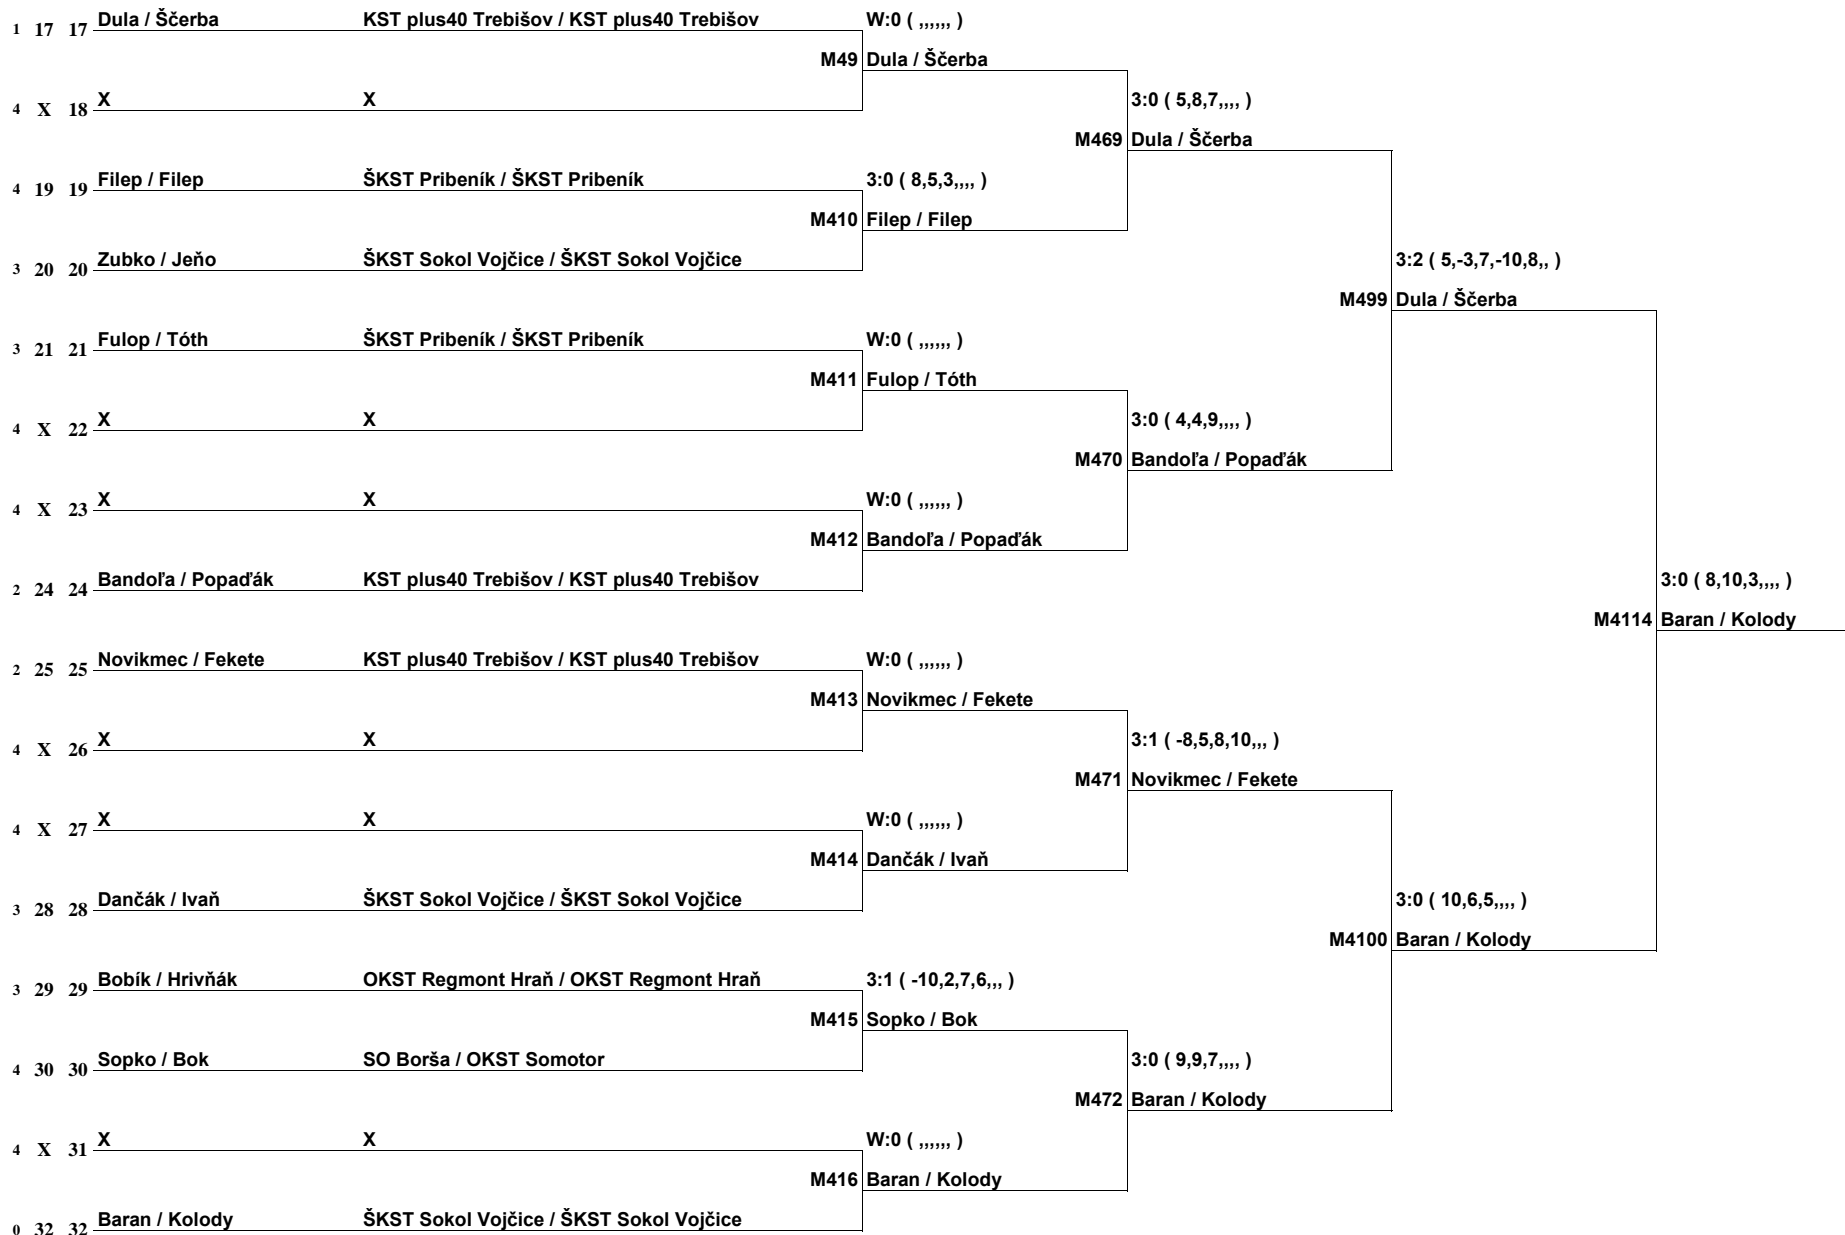 Dula / Ščerba KST plus40 Trebišov / KST plus40 Trebišov W:0 ( ,,,,,, )
1 17 17
M49 Dula / Ščerba
X X 3:0 ( 5,8,7,,,, )
4 X 18
M469 Dula / Ščerba
Filep / Filep ŠKST Pribeník / ŠKST Pribeník 3:0 ( 8,5,3,,,, )
4 19 19
M410 Filep / Filep
Zubko / Jeňo ŠKST Sokol Vojčice / ŠKST Sokol Vojčice 3:2 ( 5,-3,7,-10,8,, )
3 20 20
M499 Dula / Ščerba
Fulop / Tóth ŠKST Pribeník / ŠKST Pribeník W:0 ( ,,,,,, )
3 21 21
M411 Fulop / Tóth
X X 3:0 ( 4,4,9,,,, )
4 X 22
M470 Bandoľa / Popaďák
X X W:0 ( ,,,,,, )
4 X 23
M412 Bandoľa / Popaďák
Bandoľa / Popaďák KST plus40 Trebišov / KST plus40 Trebišov 3:0 ( 8,10,3,,,, )
2 24 24
M4114 Baran / Kolody
Novikmec / Fekete KST plus40 Trebišov / KST plus40 Trebišov W:0 ( ,,,,,, )
2 25 25
M413 Novikmec / Fekete
X X 3:1 ( -8,5,8,10,,, )
4 X 26
M471 Novikmec / Fekete
X X W:0 ( ,,,,,, )
4 X 27
M414 Dančák / Ivaň
Dančák / Ivaň ŠKST Sokol Vojčice / ŠKST Sokol Vojčice 3:0 ( 10,6,5,,,, )
3 28 28
M4100 Baran / Kolody
Bobík / Hrivňák OKST Regmont Hraň / OKST Regmont Hraň 3:1 ( -10,2,7,6,,, )
3 29 29
M415 Sopko / Bok
Sopko / Bok SO Borša / OKST Somotor 3:0 ( 9,9,7,,,, )
4 30 30
M472 Baran / Kolody
X X W:0 ( ,,,,,, )
4 X 31
M416 Baran / Kolody
Baran / Kolody ŠKST Sokol Vojčice / ŠKST Sokol Vojčice
0 32 32